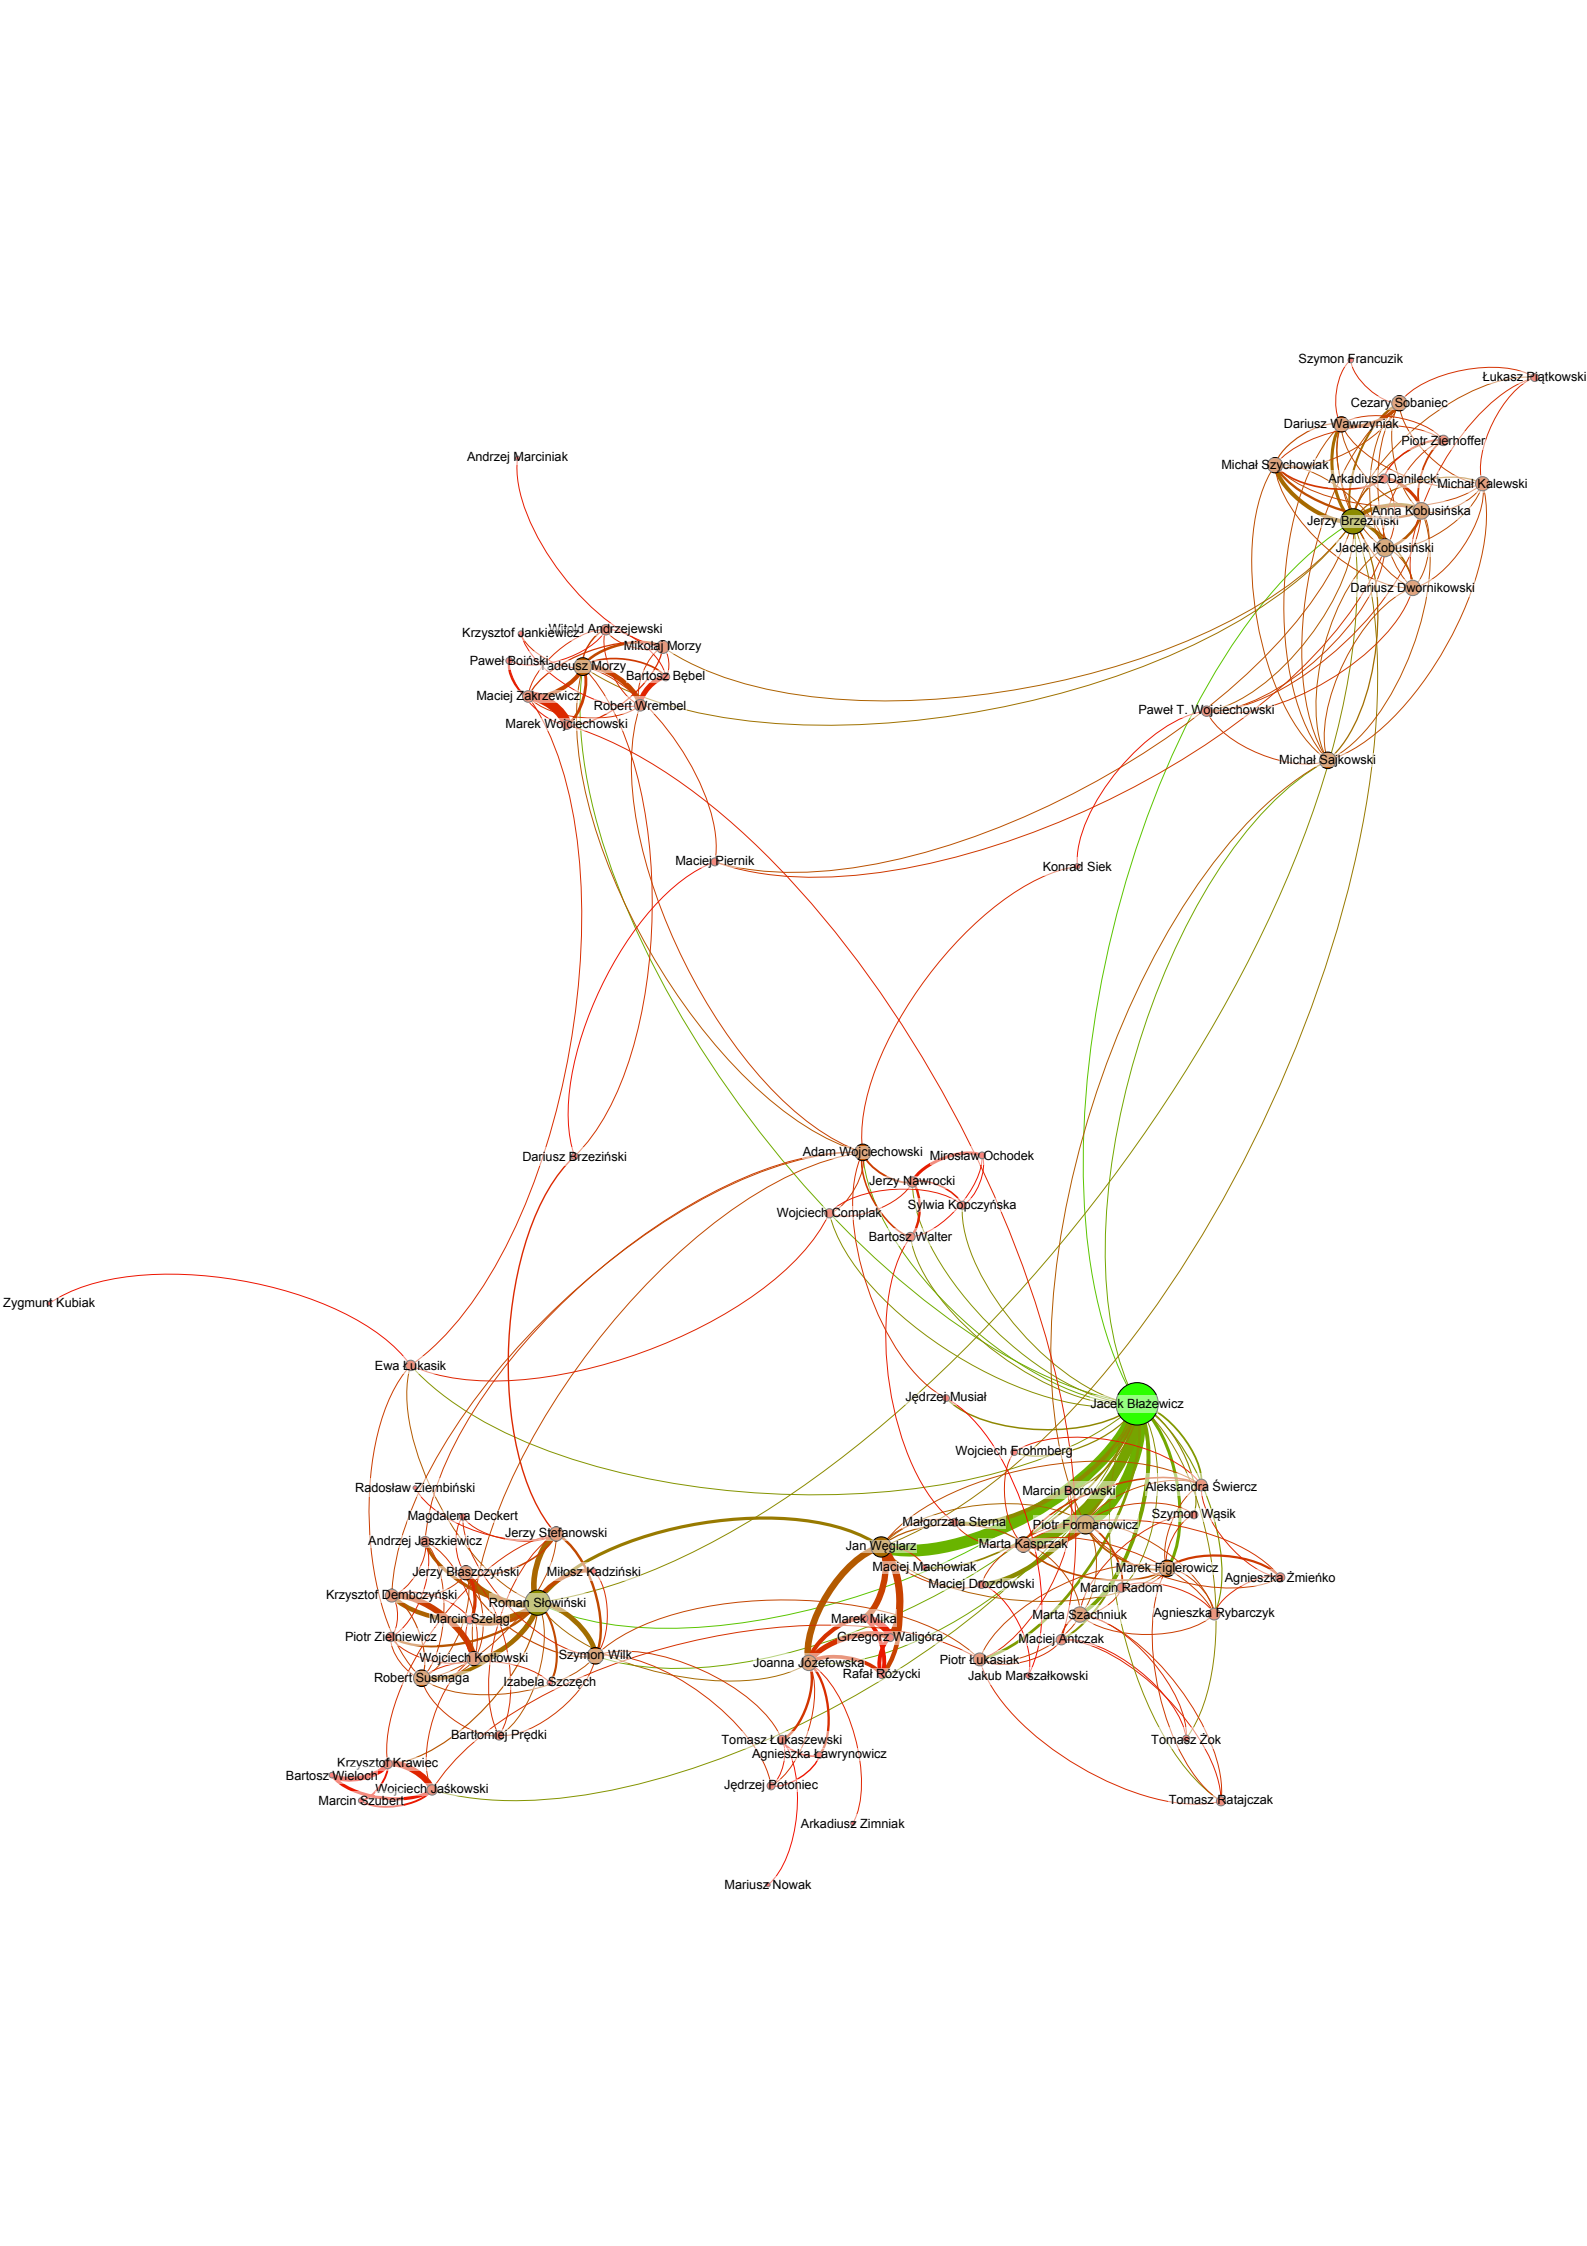 Szymon Francuzik
Łukasz Piątkowski
Cezary Sobaniec
Dariusz Wawrzyniak
Piotr Zierhoffer
Andrzej Marciniak
Michał Szychowiak
Arkadiusz Danilecki
Michał Kalewski
Anna Kobusińska
Jerzy Brzeziński
Jacek Kobusiński
Dariusz Dwornikowski
Krzysztof Jankiewicz
Witold Andrzejewski
Mikołaj Morzy
Paweł Boiński
adeusz Morzy
Bartosz Bębel
Maciej Zakrzewicz
Robert Wrembel
Paweł T. Wojciechowski
Marek Wojciechowski
Michał Sajkowski
Maciej Piernik
Konrad Siek
Adam Wojciechowski
Mirosław Ochodek
Dariusz Brzeziński
Jerzy Nawrocki
Sylwia Kopczyńska
Wojciech Complak
Bartosz Walter
Zygmunt Kubiak
Ewa Łukasik
Jędrzej Musiał
Jacek Błażewicz
Wojciech Frohmberg
Radosław Ziembiński
Marcin Borowski
Aleksandra Świercz
Magdalena Deckert
Szymon Wąsik
Małgorzata Sterna
Piotr Formanowicz
Jerzy Stefanowski
Andrzej Jaszkiewicz
Jan Węglarz
Marta Kasprzak
Maciej Machowiak
Marek Figlerowicz
Jerzy Błaszczyński
Miłosz Kadziński
Agnieszka Żmieńko
Maciej Drozdowski
Marcin Radom
Krzysztof Dembczyński
Roman Słowiński
Agnieszka Rybarczyk
Marta Szachniuk
Marcin Szeląg
Marek Mika
Piotr Zielniewicz
Grzegorz Waligóra
Maciej Antczak
Szymon Wilk
Wojciech Kotłowski
Joanna Józefowska
Piotr Łukasiak
Rafał Różycki
Jakub Marszałkowski
Robert Susmaga
Izabela Szczęch
Bartłomiej Prędki
Tomasz Łukaszewski
Tomasz Żok
Agnieszka Ławrynowicz
Krzysztof Krawiec
Bartosz Wieloch
Jędrzej Potoniec
Wojciech Jaśkowski
Marcin Szubert
Tomasz Ratajczak
Arkadiusz Zimniak
Mariusz Nowak